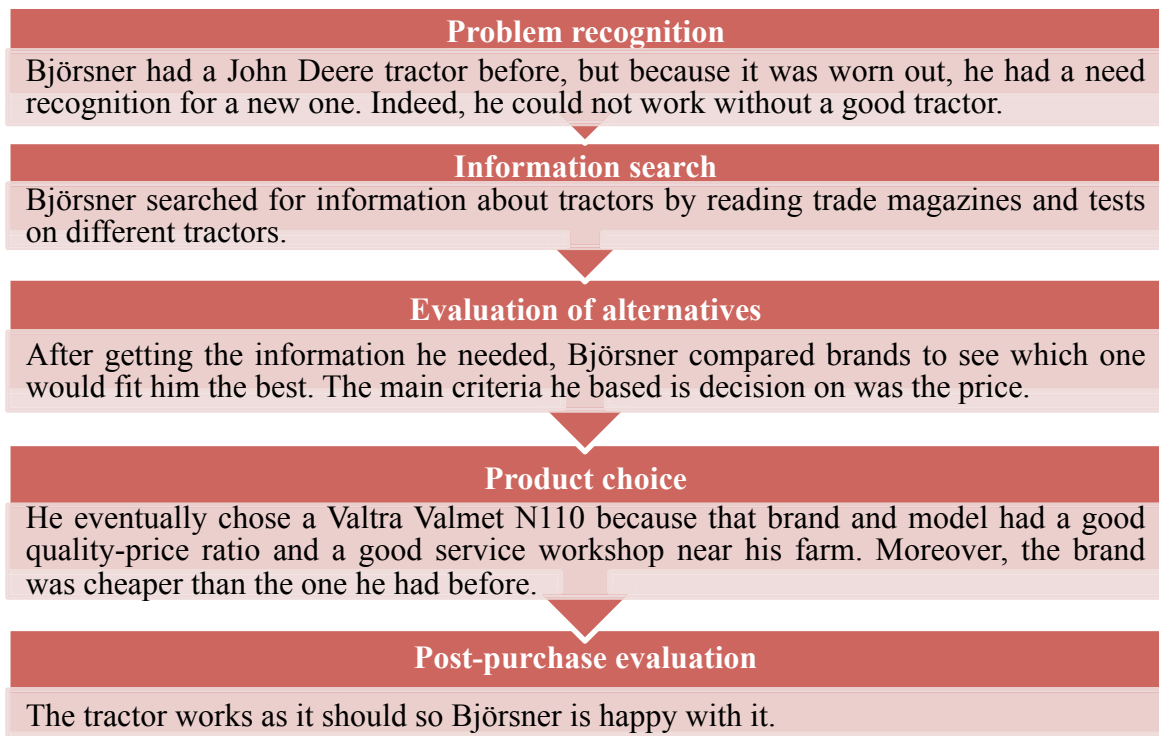 Problem recognition
Björsner had a John Deere tractor before, but because it was worn out, he had a need
recognition for a new one. Indeed, he could not work without a good tractor.
Information search
Björsner searched for information about tractors by reading trade magazines and tests
on different tractors.
Evaluation of alternatives
After getting the information he needed, Björsner compared brands to see which one
would fit him the best. The main criteria he based is decision on was the price.
Product choice
He eventually chose a Valtra Valmet N110 because that brand and model had a good
quality-price ratio and a good service workshop near his farm. Moreover, the brand
was cheaper than the one he had before.
Post-purchase evaluation
The tractor works as it should so Björsner is happy with it.